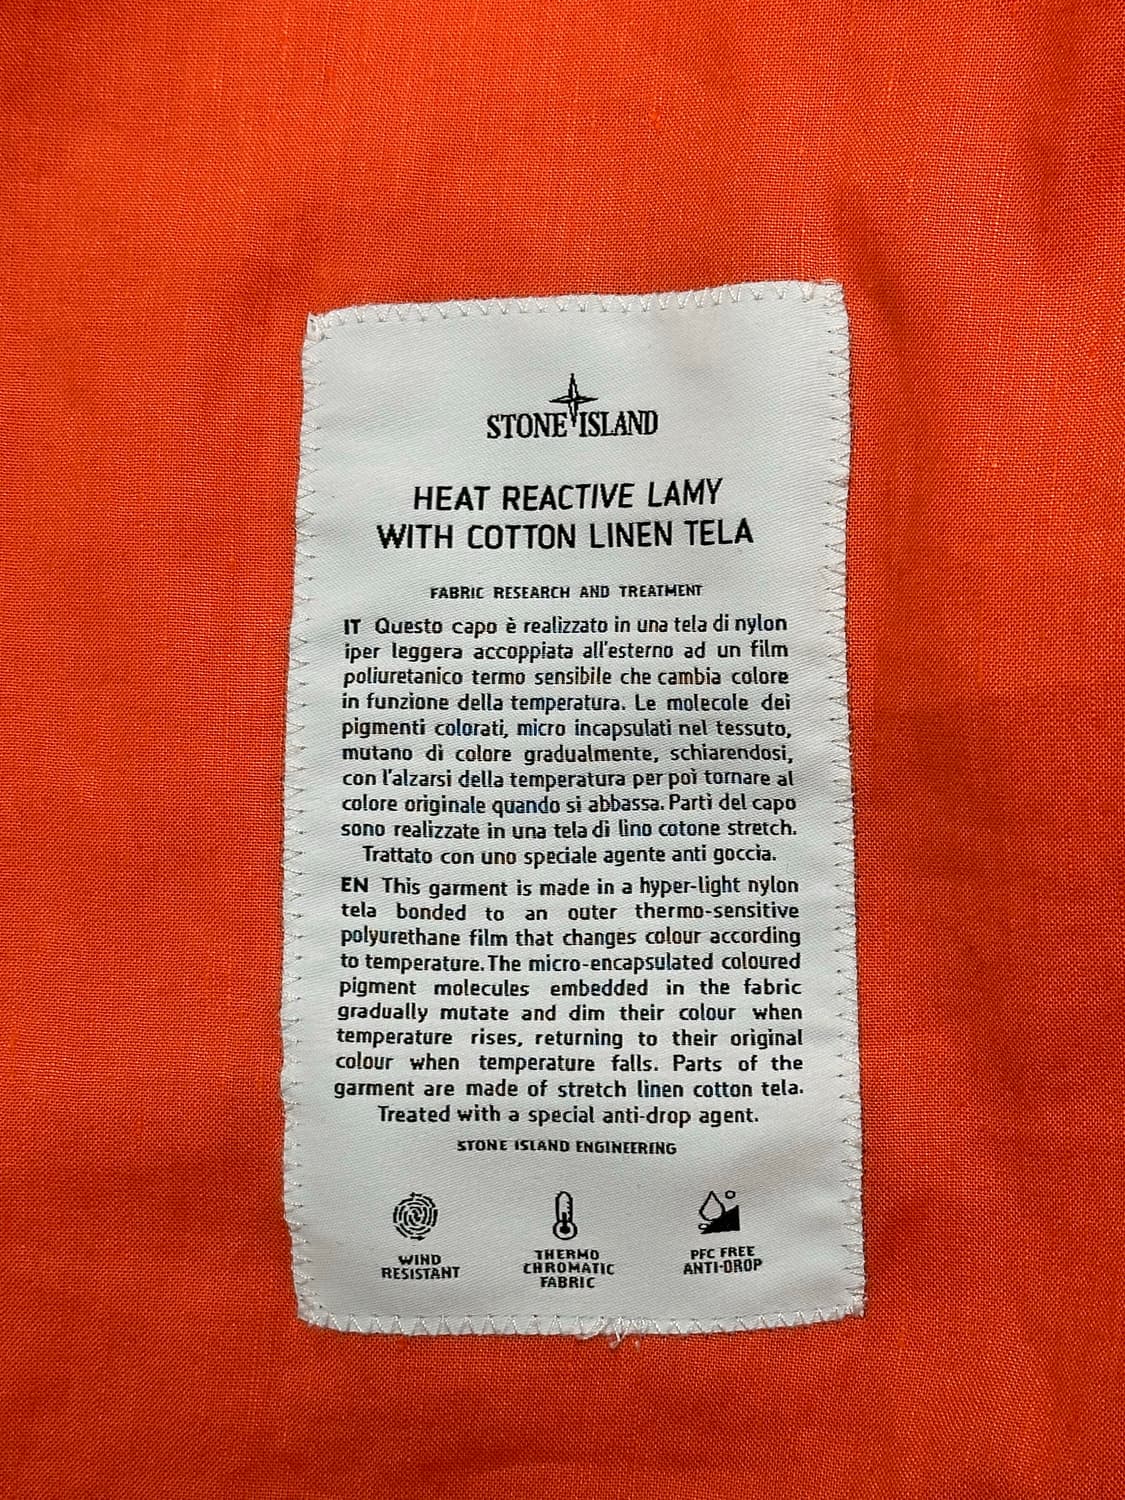 STONE ISLAND
HEAT REACTIVE LAMY
WITH COTTON LINEN TELA
FABRIC RESEARCH AND TREATMENT
IT Questo capo è realizzato in una tela di nylon
iper leggera accoppiata all'esterno ad un film
poliuretanico termo sensibile che cambia colore
in funzione della temperatura. Le molecole dei
pigmenti colorati, micro incapsulati nel tessuto,
mutano di colore gradualmente, schiarendosi,
con l'alzarsi della temperatura per poi tornare al
colore originale quando si abbassa. Parti del capo
sono realizzate in una tela di lino cotone stretch.
Trattato con uno speciale agente anti goccia.
EN This garment is made in a hyper-light nylon
tela bonded to an outer thermo-sensitive
polyurethane film that changes colour according
to temperature. The micro-encapsulated coloured
pigment molecules embedded in the fabric
gradually mutate and dim their colour when
temperature rises, returning to their original
colour when temperature falls. Parts of the
garment are made of stretch linen cotton tela.
Treated with a special anti-drop agent.
STONE ISLAND ENGINEERING
WIND
RESISTANT
THERMO
CHROMATIC
FABRIC
PFC FREE
ANTI-DROP